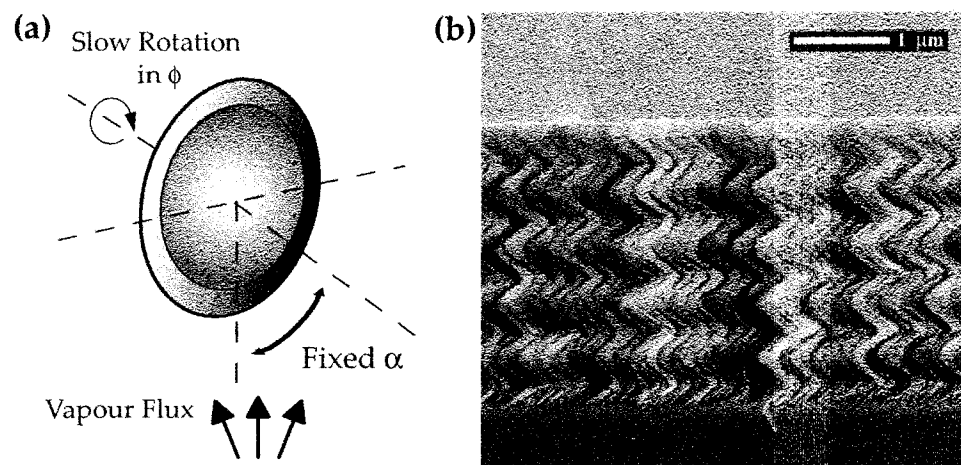 (a)
Slow Rotation
in ϕ
Fixed α
Vapour Flux
(b)
1 μm